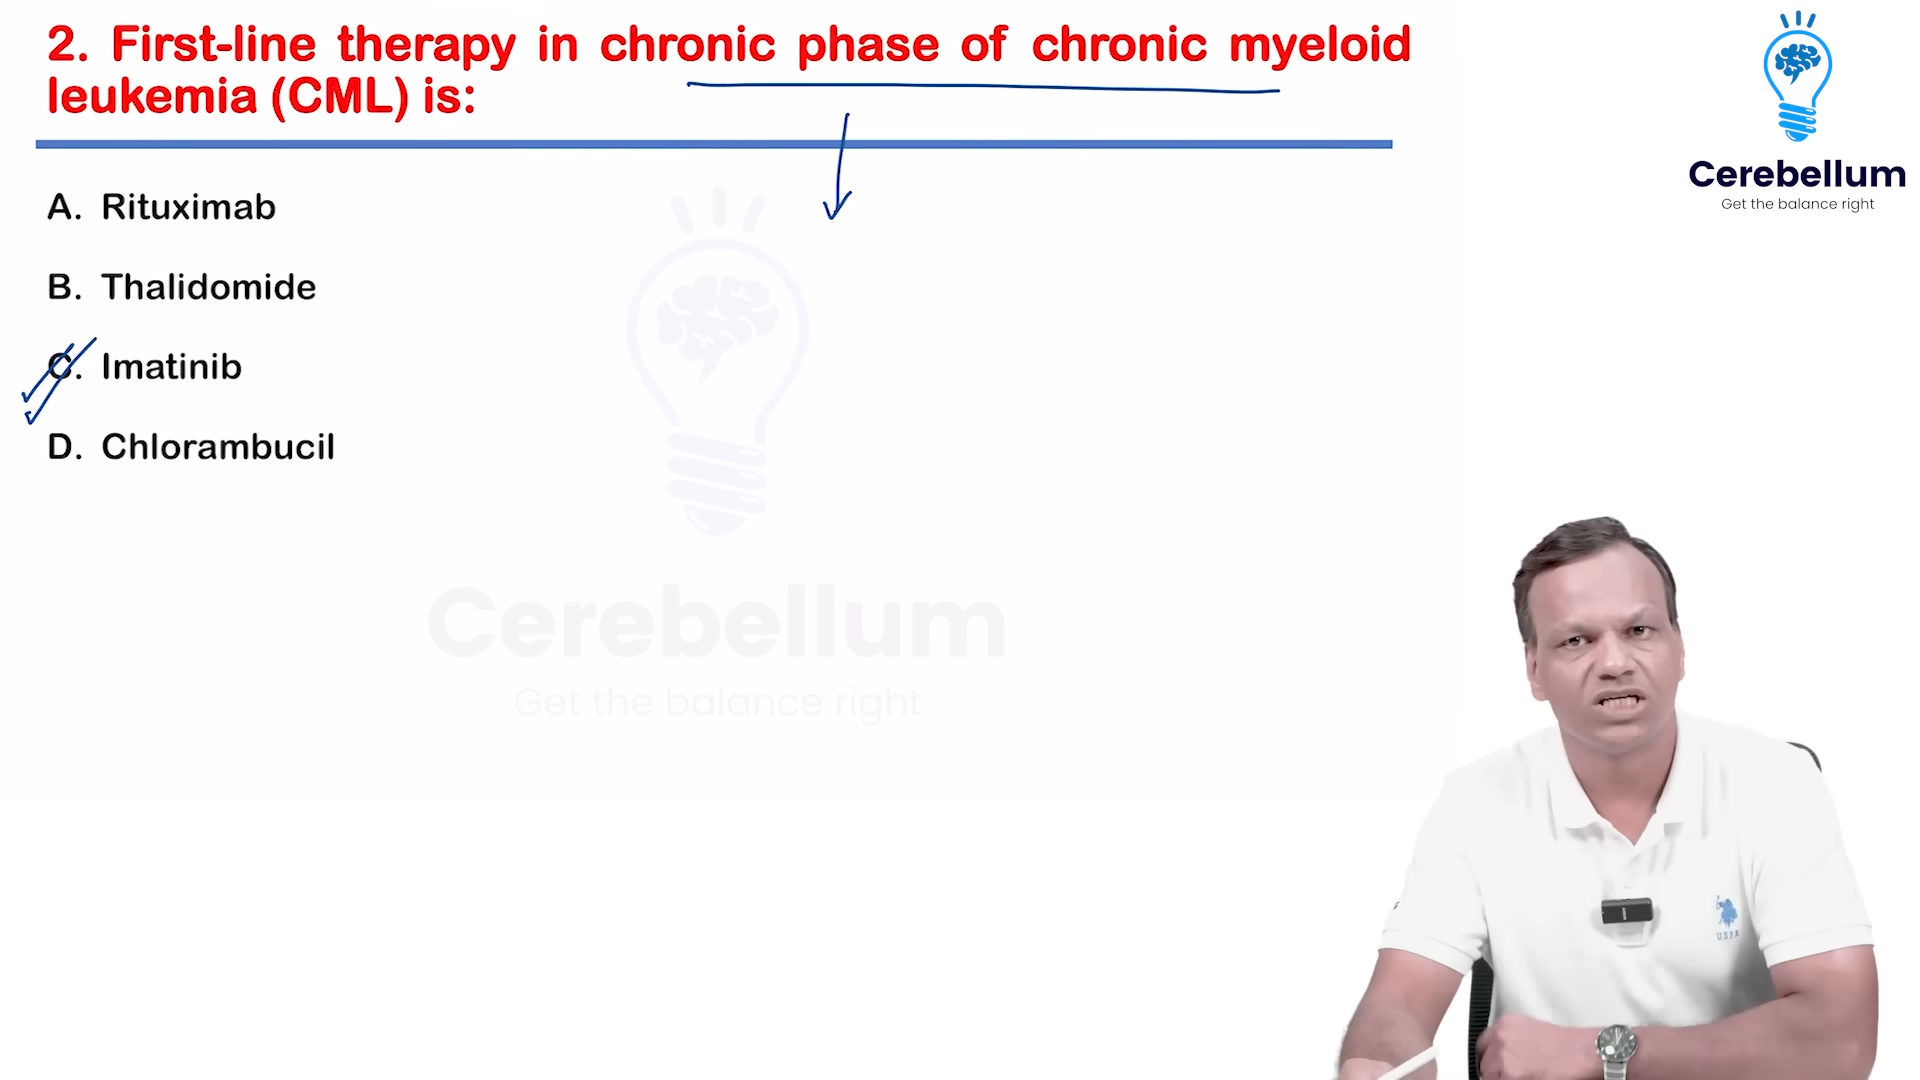 2. First-line therapy in chronic phase of chronic myeloid
leukemia (CML) is:
A. Rituximab
B. Thalidomide
C. Imatinib
D. Chlorambucil
Cerebellum
Get the balance right
Cerebellum
Get the balance right
USPA